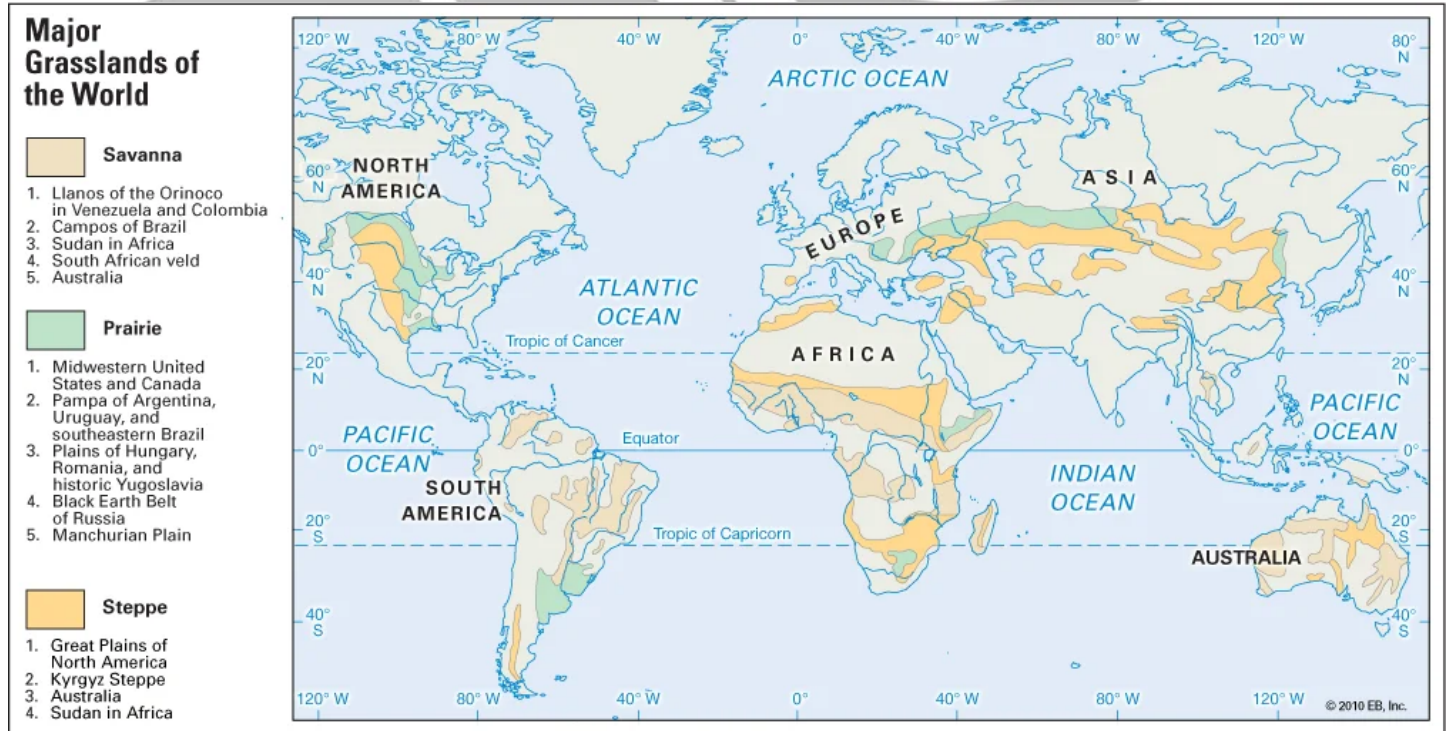 Major
Grasslands of
the World
Savanna
1. Llanos of the Orinoco
in Venezuela and Colombia
2. Campos of Brazil
3. Sudan in Africa
4. South African veld
5. Australia
Prairie
1. Midwestern United
States and Canada
2. Pampa of Argentina,
Uruguay, and
southeastern Brazil
3. Plains of Hungary,
Romania, and
historic Yugoslavia
4. Black Earth Belt
of Russia
5. Manchurian Plain
Steppe
1. Great Plains of
North America
2. Kyrgyz Steppe
3. Australia
4. Sudan in Africa
120° W 80° W 40° W 0° 40° W 80° W 120° W 80°
N
ARCTIC OCEAN
NORTH
AMERICA
60°
N
ASIA
60°
N
EUROPE
40°
N
ATLANTIC
OCEAN
40°
N
Tropic of Cancer
AFRICA
20°
N
20°
N
PACIFIC
OCEAN
PACIFIC
OCEAN
0°
Equator
0°
INDIAN
OCEAN
SOUTH
AMERICA
20°
S
Tropic of Capricorn
20°
S
AUSTRALIA
40°
S
40°
S
120° W 80° W 40° W 0° 40° W 80° W 120° W
© 2010 EB, Inc.